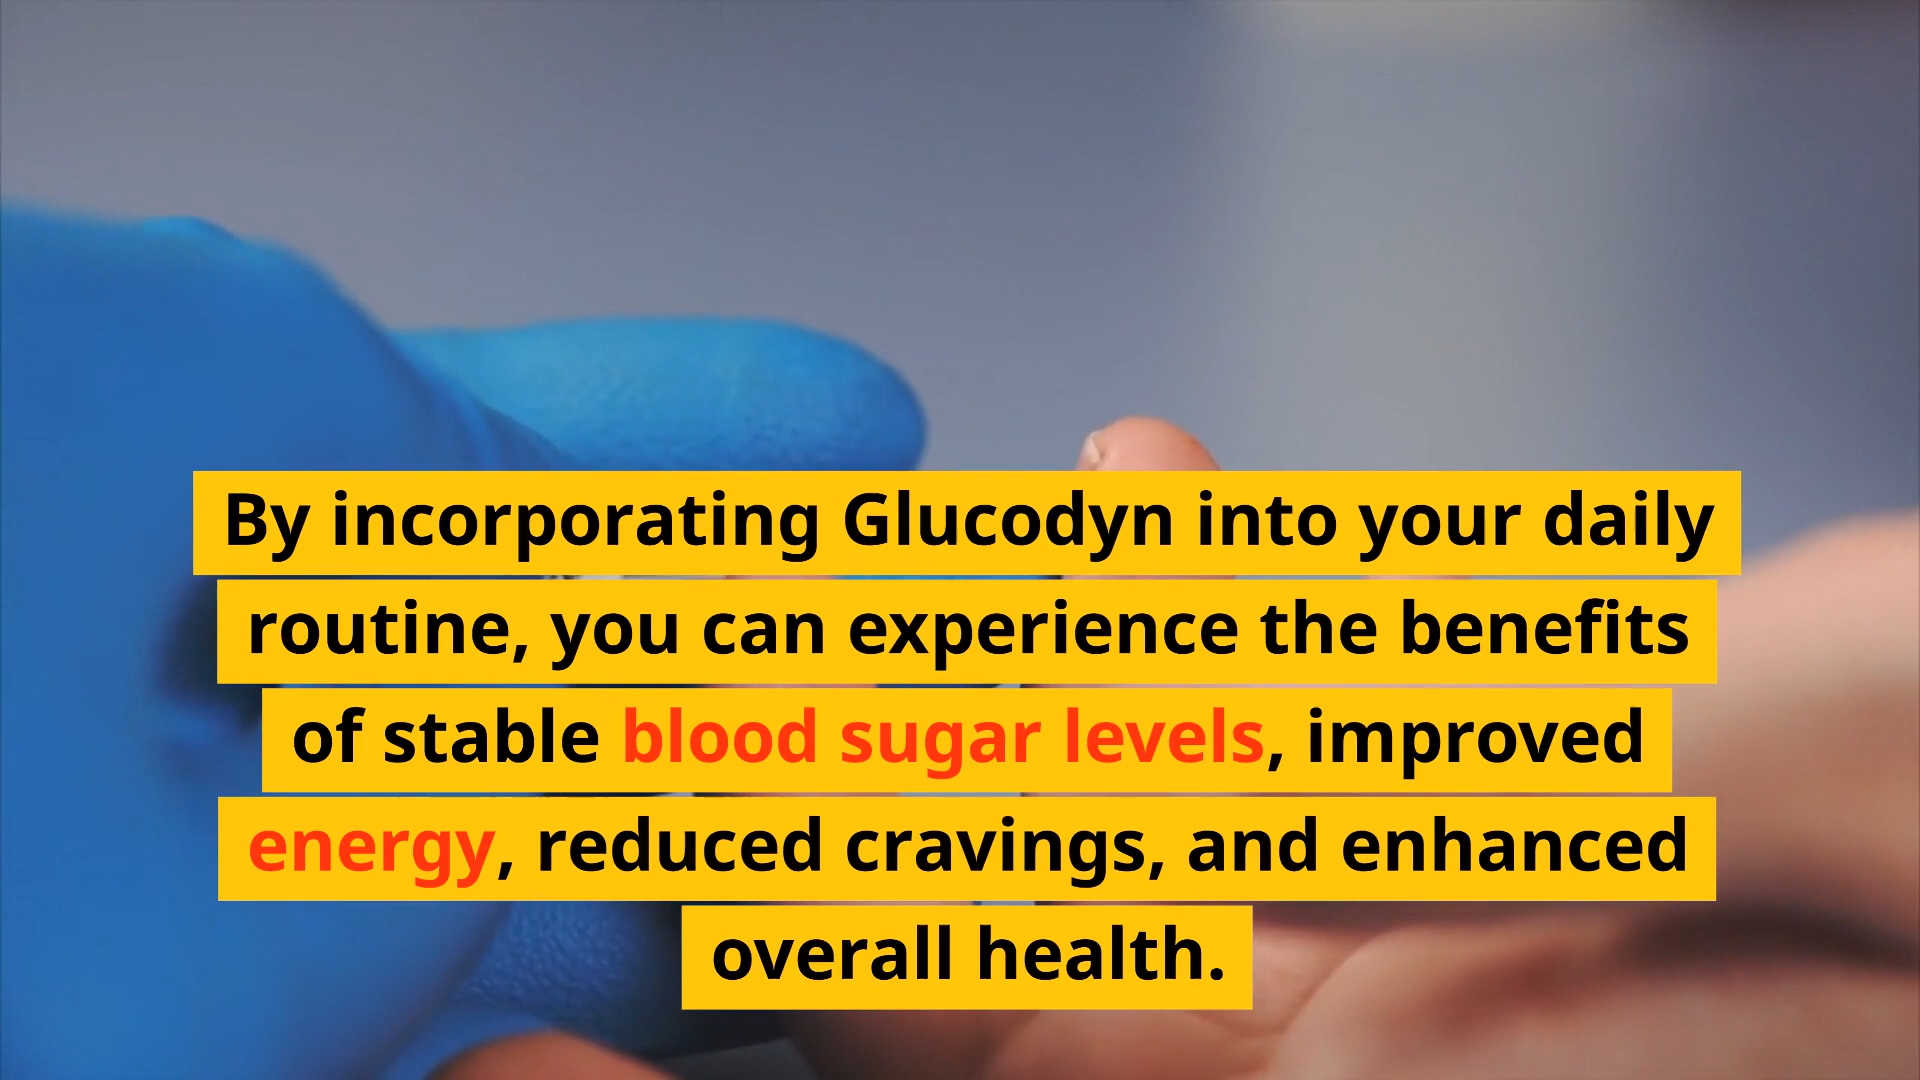 By incorporating Glucodyn into your daily
routine, you can experience the benefits
of stable blood sugar levels, improved
energy, reduced cravings, and enhanced
overall health.